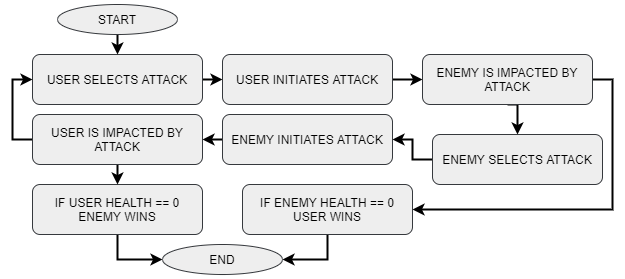 START
USER SELECTS ATTACK
USER INITIATES ATTACK
ENEMY IS IMPACTED BY
ATTACK
USER IS IMPACTED BY
ATTACK
ENEMY INITIATES ATTACK
ENEMY SELECTS ATTACK
IF USER HEALTH == 0
ENEMY WINS
IF ENEMY HEALTH == 0
USER WINS
END